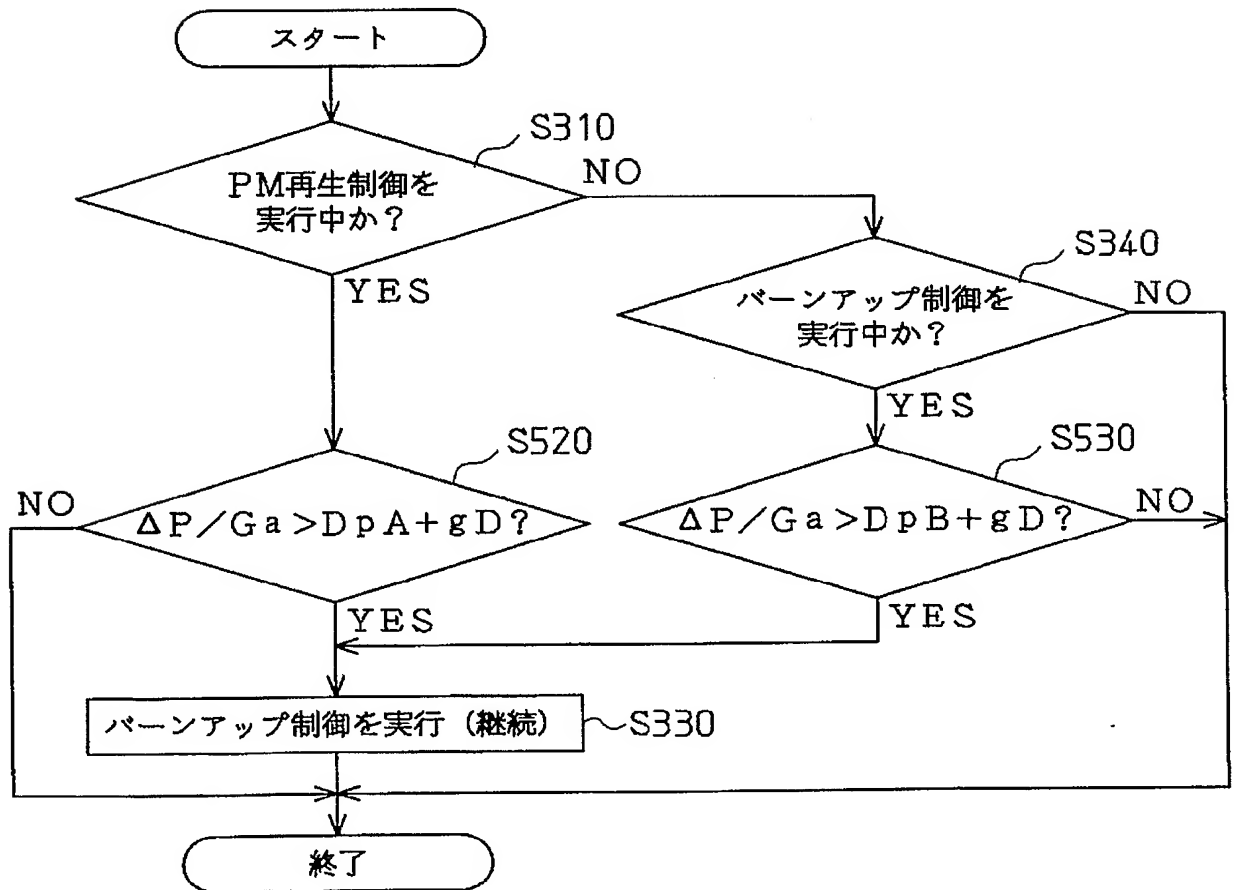 スタート
S310
PM再生制御を
実行中か？
NO
YES
S340
バーンアップ制御を
実行中か？
NO
YES
S520
NO
ΔP／Ga＞DpA＋gD？
YES
S530
ΔP／Ga＞DpB＋gD？
NO
YES
バーンアップ制御を実行（継続）
S330
終了